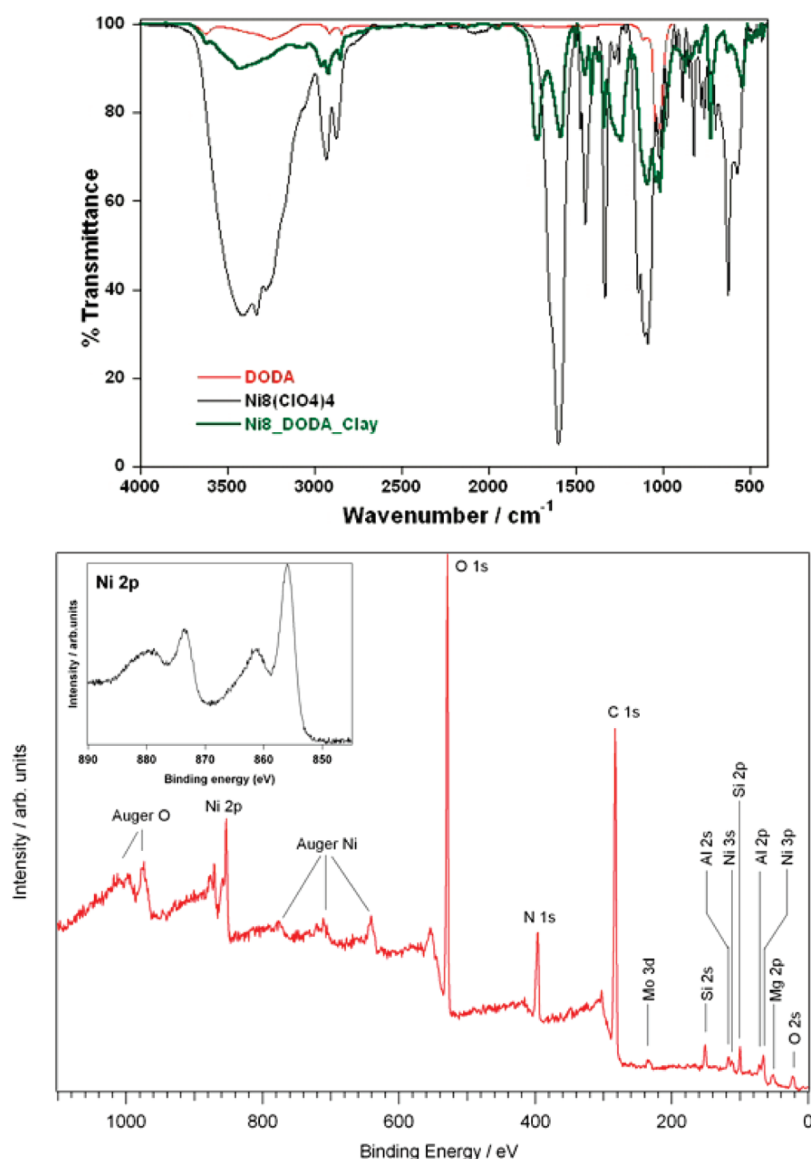 100
80
60
40
20
0
% Transmittance
DODA
Ni8(ClO4)4
Ni8_DODA_Clay
4000 3500 3000 2500 2000 1500 1000 500
Wavenumber / cm-1
Ni 2p
Intensity / arb.units
890 880 870 860 850
Binding energy (eV)
O 1s
C 1s
Si 2p
Auger O
Ni 2p
Auger Ni
Al 2s
Ni 3s
Al 2p
Ni 3p
N 1s
Mo 3d
Si 2s
Mg 2p
O 2s
Intensity / arb. units
1000 800 600 400 200 0
Binding Energy / eV